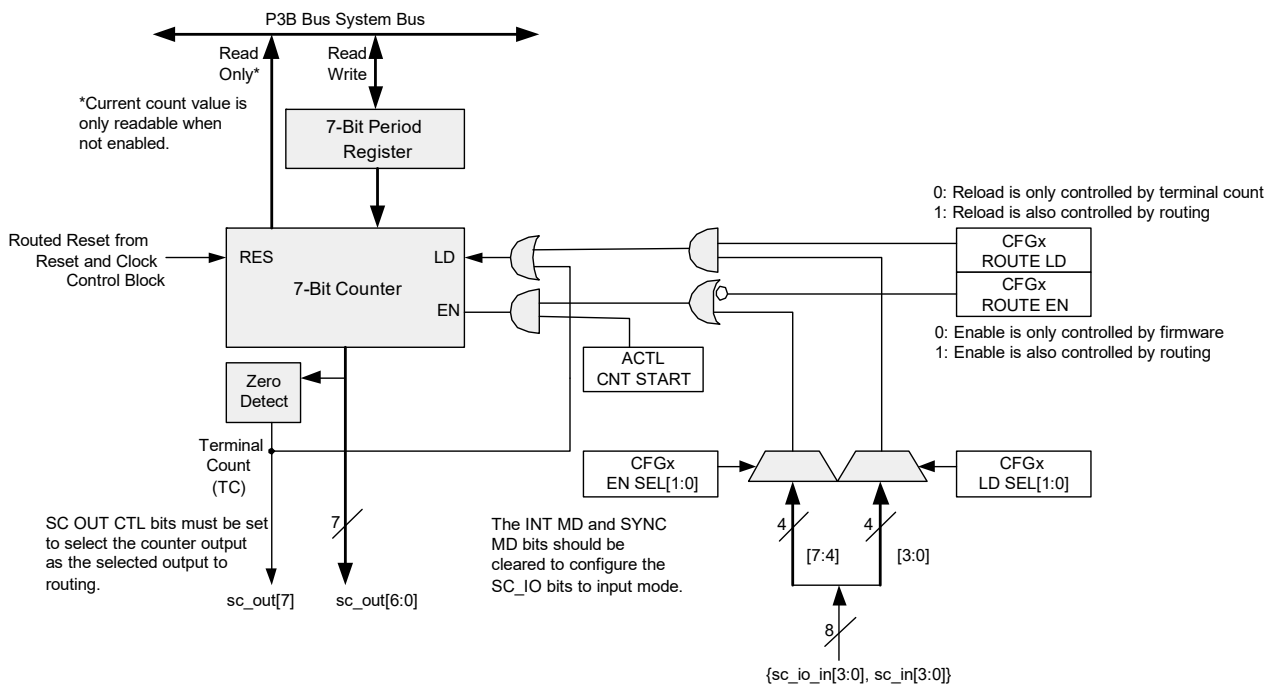 P3B Bus System Bus
Read
Only*
Read
Write
*Current count value is
only readable when
not enabled.
7-Bit Period
Register
0: Reload is only controlled by terminal count
1: Reload is also controlled by routing
Routed Reset from
Reset and Clock
Control Block
RES
LD
7-Bit Counter
EN
CFGx
ROUTE LD
CFGx
ROUTE EN
0: Enable is only controlled by firmware
1: Enable is also controlled by routing
ACTL
CNT START
Zero
Detect
Terminal
Count
(TC)
CFGx
EN SEL[1:0]
CFGx
LD SEL[1:0]
SC OUT CTL bits must be set
to select the counter output
as the selected output to
routing.
7
The INT MD and SYNC
MD bits should be
cleared to configure the
SC_IO bits to input mode.
4
4
[7:4]
[3:0]
sc_out[7]
sc_out[6:0]
8
{sc_io_in[3:0], sc_in[3:0]}